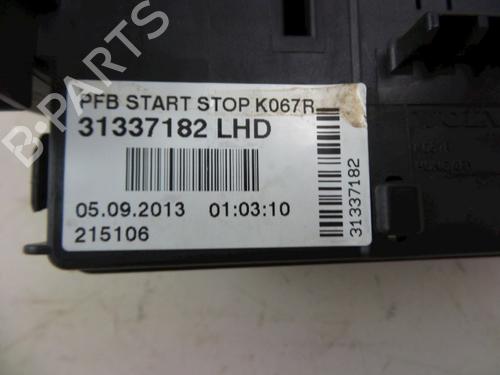 PFB START STOP K067R
31337182 LHD
05.09.2013 01:03:10
215106
31337182
B-PARTS